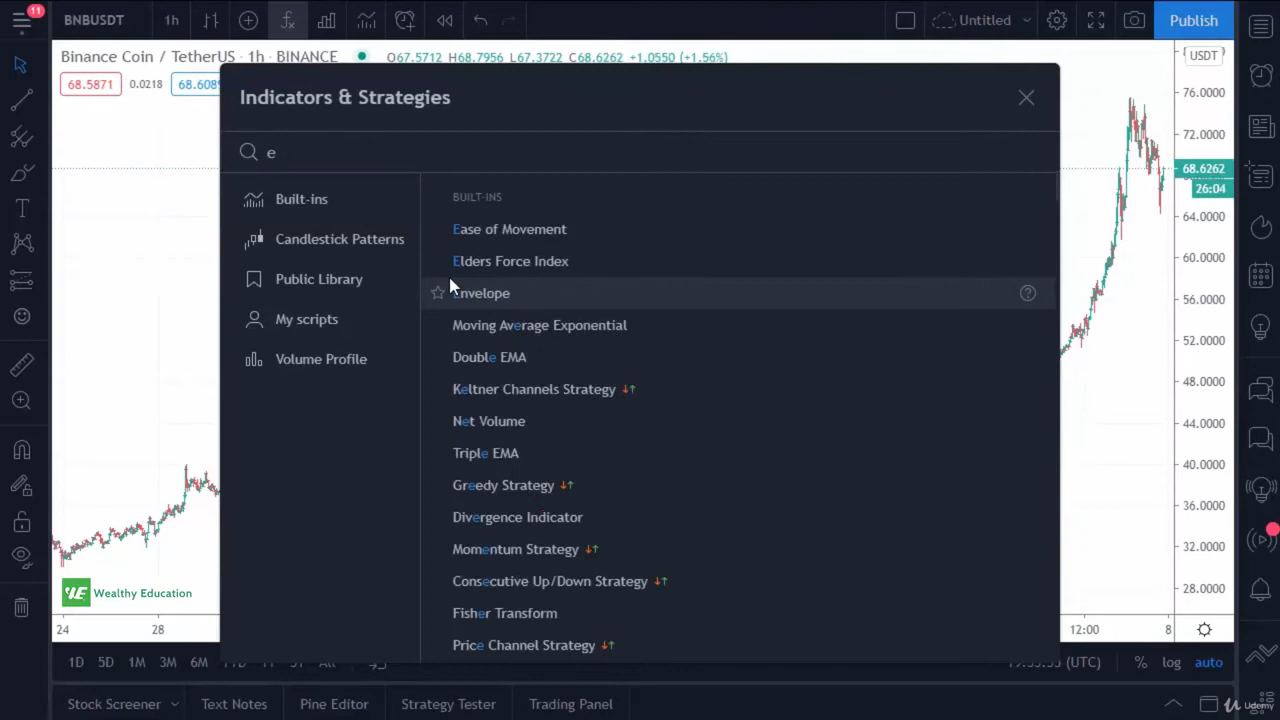 11
BNBUSDT
1h
Untitled
Publish
Binance Coin / TetherUS · 1h · BINANCE
O67.5712 H68.7956 L67.3722 C68.6262 +1.0550 (+1.56%)
USDT
68.5871
0.0218
68.6089
Indicators & Strategies
e
Built-ins
Candlestick Patterns
Public Library
My scripts
Volume Profile
BUILT-INS
Ease of Movement
Elders Force Index
Envelope
Moving Average Exponential
Double EMA
Keltner Channels Strategy
Net Volume
Triple EMA
Greedy Strategy
Divergence Indicator
Momentum Strategy
Consecutive Up/Down Strategy
Fisher Transform
Price Channel Strategy
76.0000
72.0000
68.6262
26:04
64.0000
60.0000
56.0000
52.0000
48.0000
44.0000
40.0000
36.0000
32.0000
28.0000
WE Wealthy Education
24
28
12:00
8
1D 5D 1M 3M 6M
(UTC)
% log auto
Stock Screener
Text Notes
Pine Editor
Strategy Tester
Trading Panel
Udemy